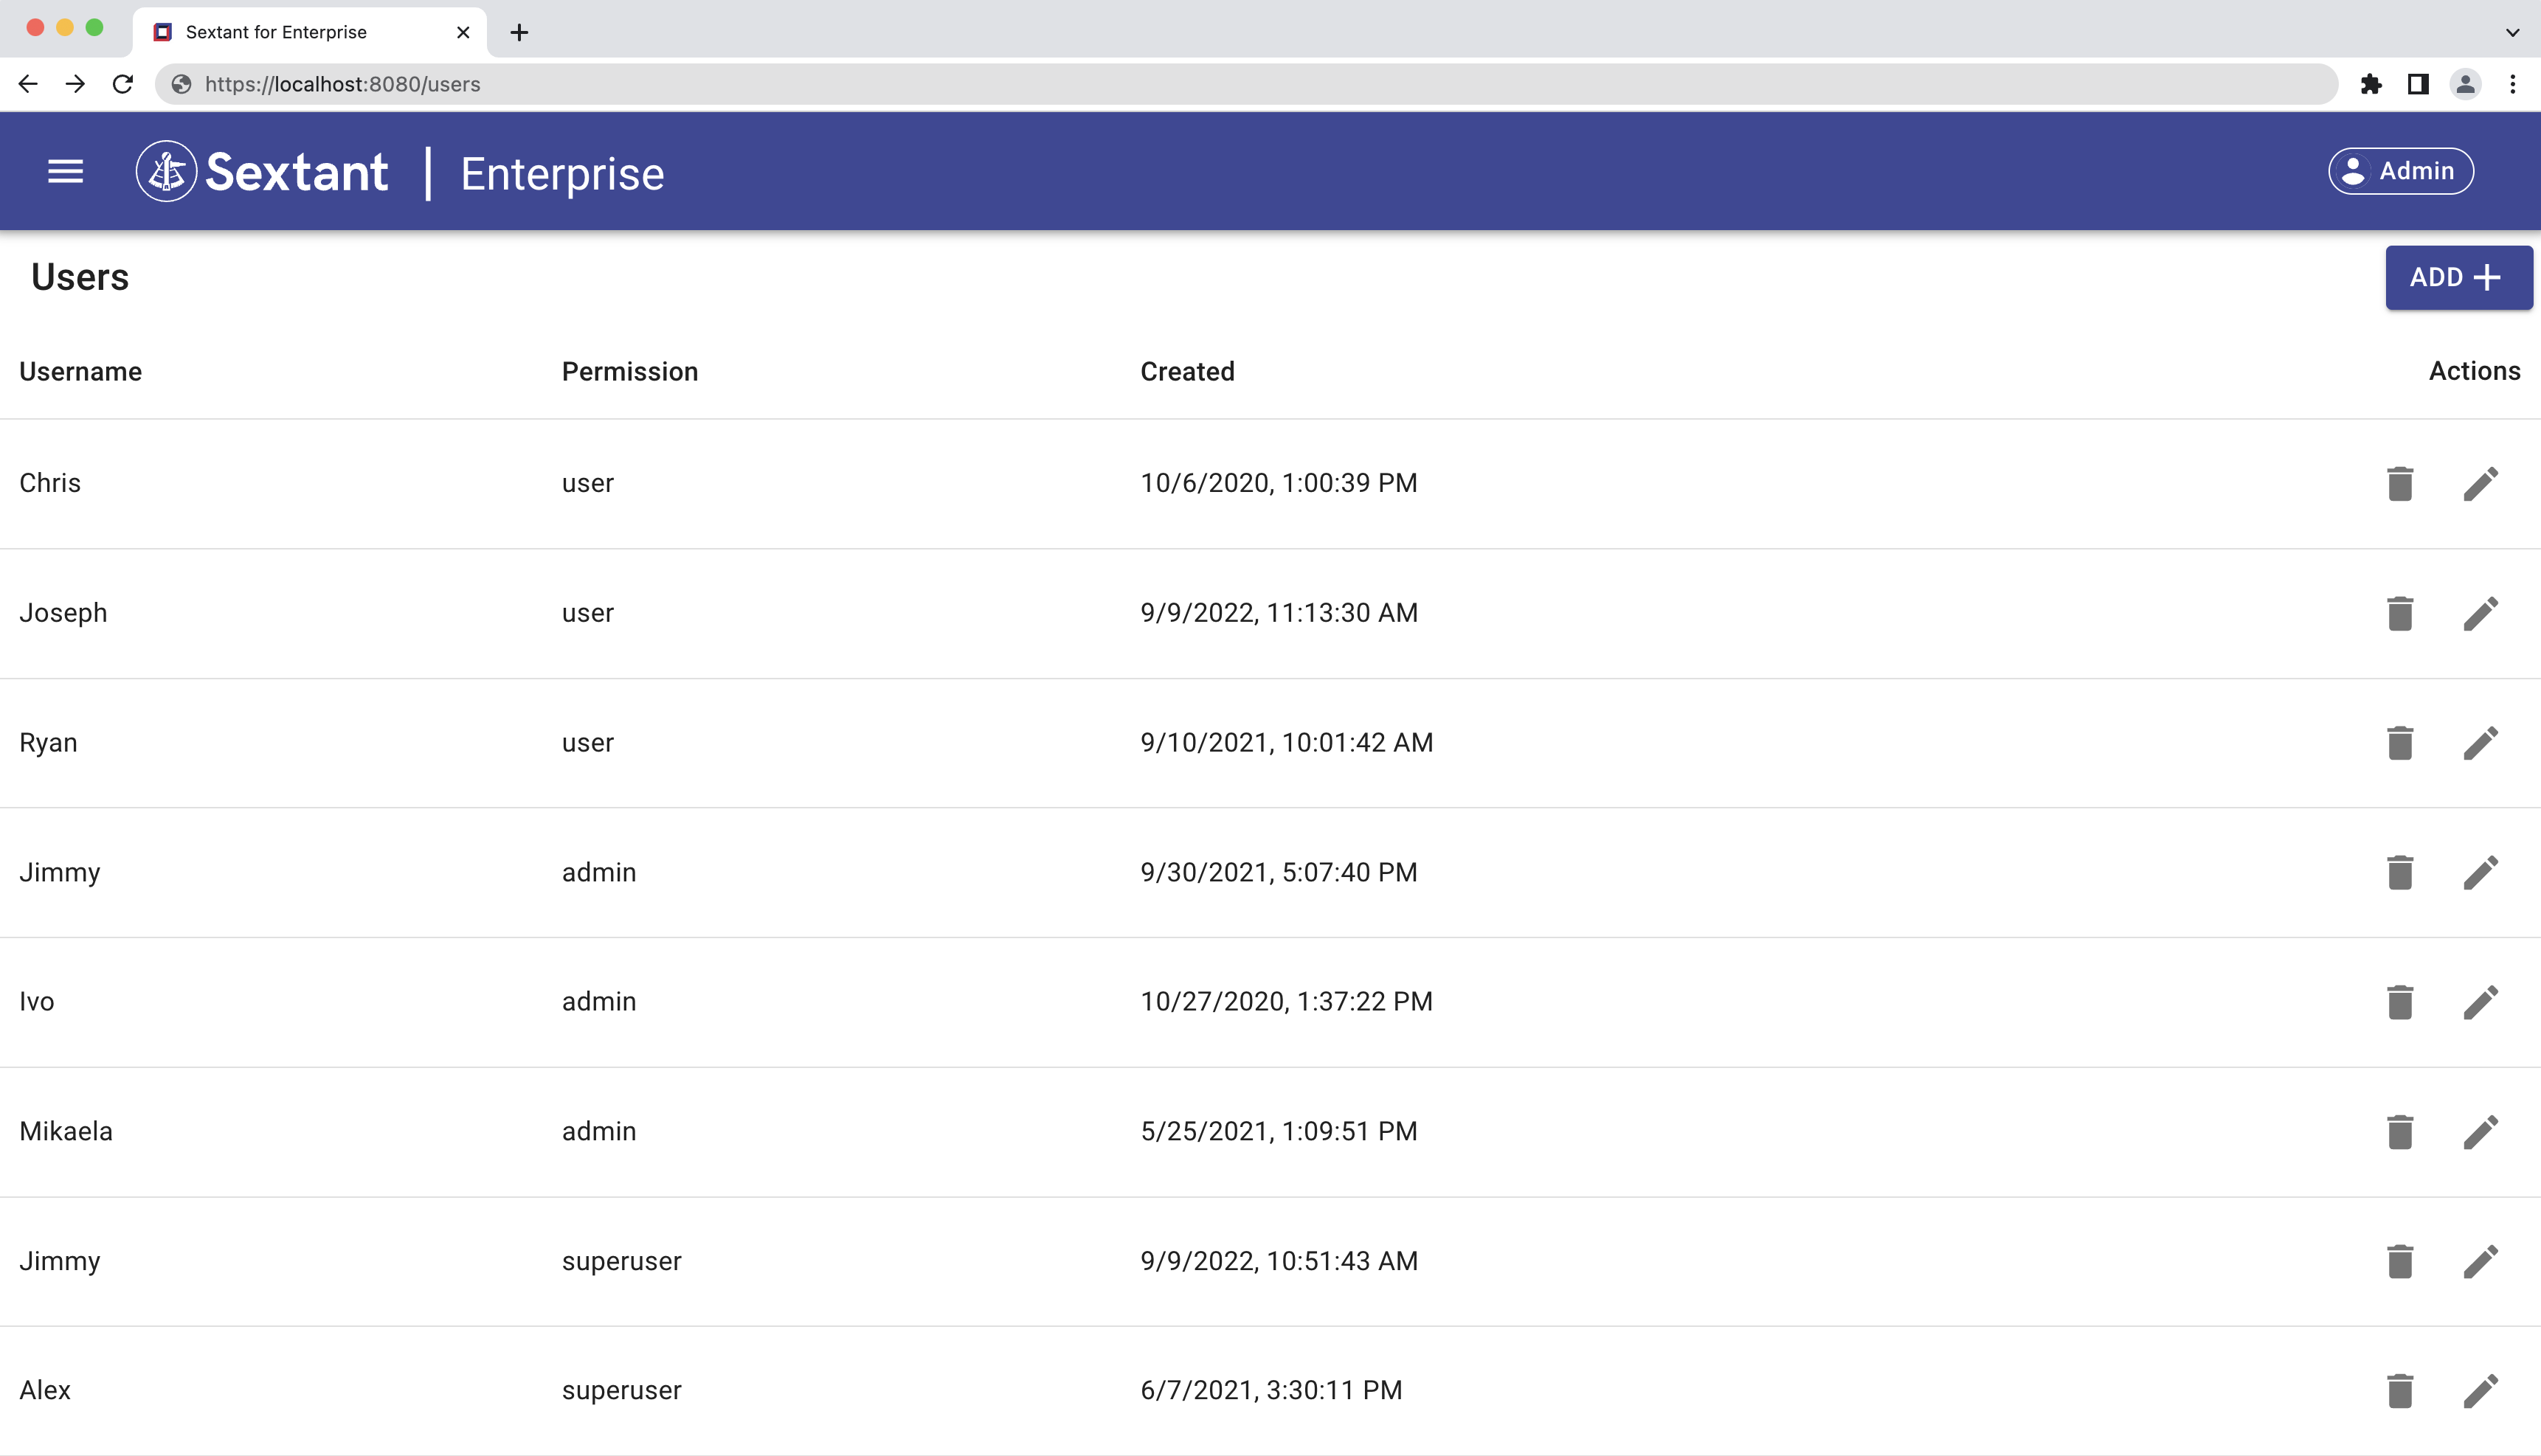 Sextant for Enterprise
https://localhost:8080/users
Sextant | Enterprise
Admin
Users
ADD +
Username Permission Created Actions
Chris user 10/6/2020, 1:00:39 PM
Joseph user 9/9/2022, 11:13:30 AM
Ryan user 9/10/2021, 10:01:42 AM
Jimmy admin 9/30/2021, 5:07:40 PM
Ivo admin 10/27/2020, 1:37:22 PM
Mikaela admin 5/25/2021, 1:09:51 PM
Jimmy superuser 9/9/2022, 10:51:43 AM
Alex superuser 6/7/2021, 3:30:11 PM